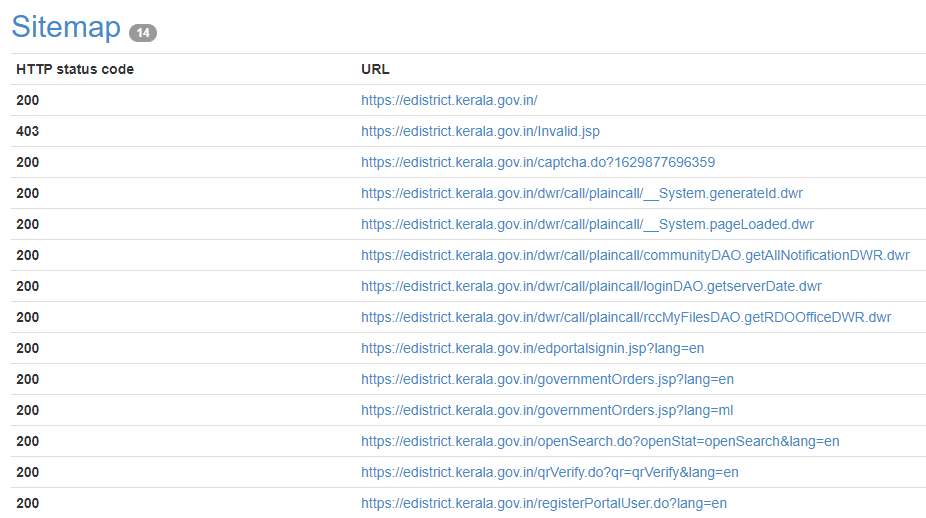 Sitemap 14
HTTP status code URL
200 https://edistrict.kerala.gov.in/
403 https://edistrict.kerala.gov.in/Invalid.jsp
200 https://edistrict.kerala.gov.in/captcha.do?1629877696359
200 https://edistrict.kerala.gov.in/dwr/call/plaincall/__System.generateId.dwr
200 https://edistrict.kerala.gov.in/dwr/call/plaincall/__System.pageLoaded.dwr
200 https://edistrict.kerala.gov.in/dwr/call/plaincall/communityDAO.getAllNotificationDWR.dwr
200 https://edistrict.kerala.gov.in/dwr/call/plaincall/loginDAO.getserverDate.dwr
200 https://edistrict.kerala.gov.in/dwr/call/plaincall/rccMyFilesDAO.getRDOOfficeDWR.dwr
200 https://edistrict.kerala.gov.in/edportalsignin.jsp?lang=en
200 https://edistrict.kerala.gov.in/governmentOrders.jsp?lang=en
200 https://edistrict.kerala.gov.in/governmentOrders.jsp?lang=ml
200 https://edistrict.kerala.gov.in/openSearch.do?openStat=openSearch&lang=en
200 https://edistrict.kerala.gov.in/qrVerify.do?qr=qrVerify&lang=en
200 https://edistrict.kerala.gov.in/registerPortalUser.do?lang=en